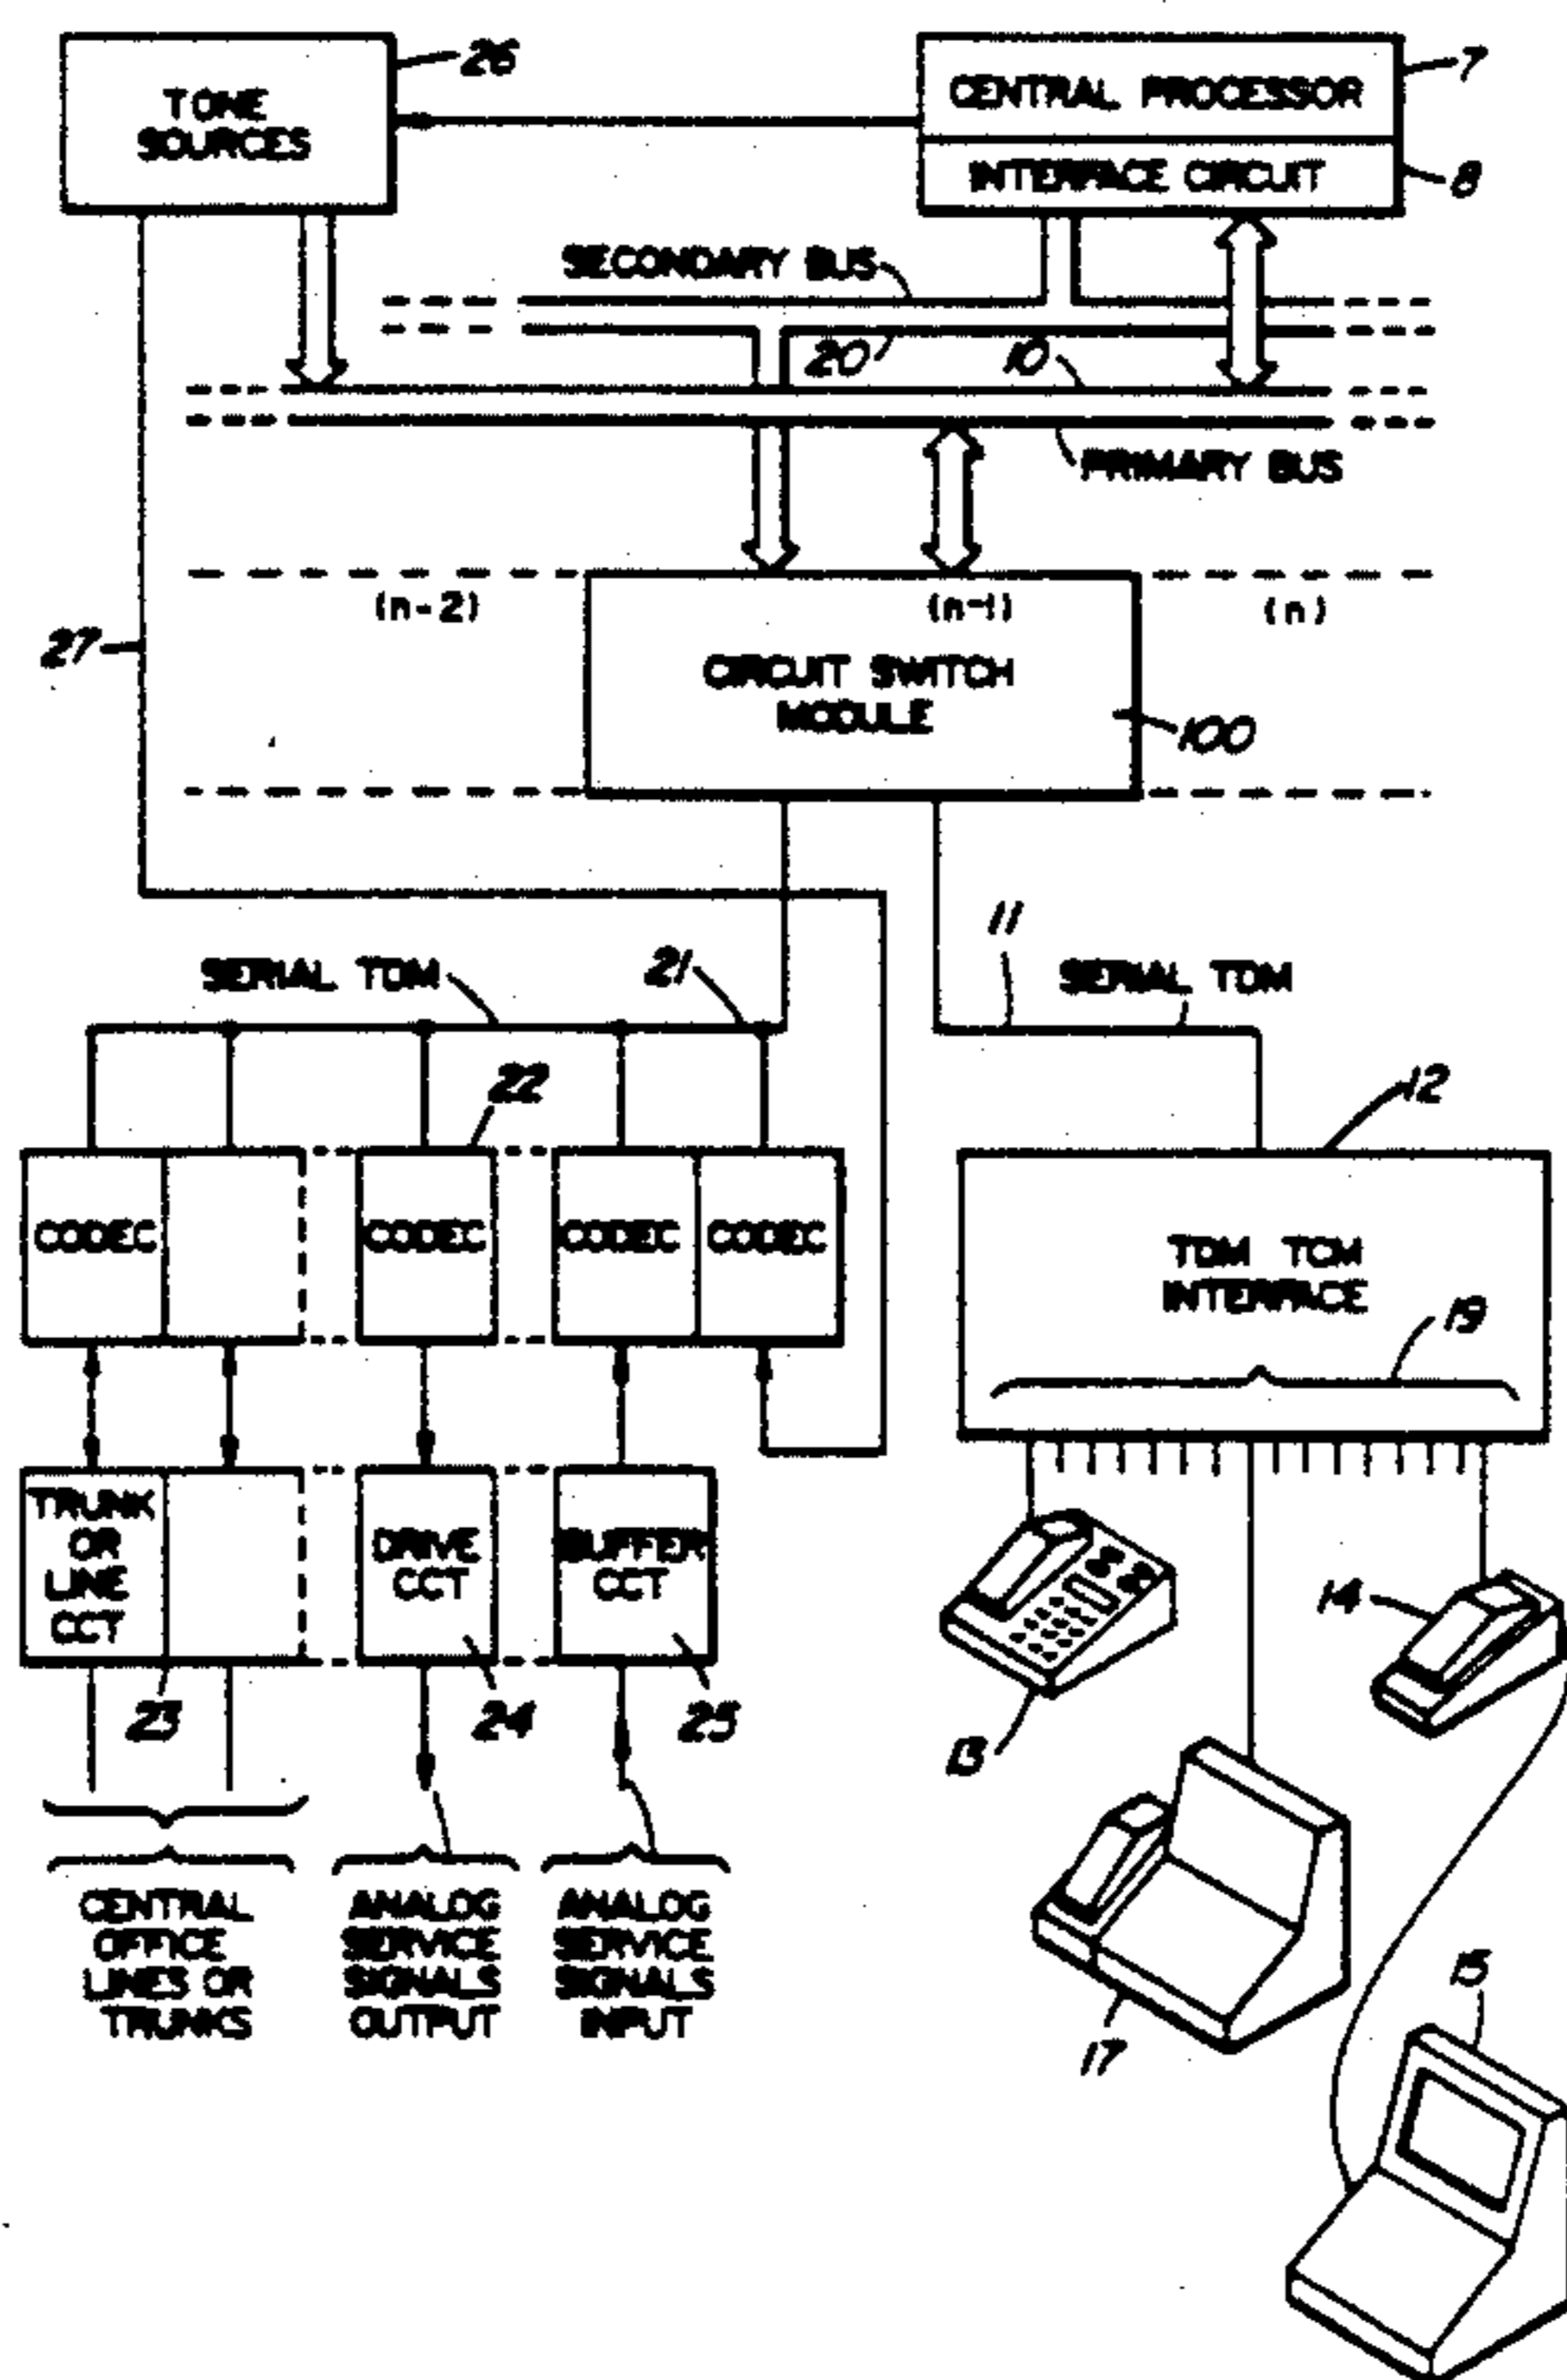 TONE
SOURCES
26
CENTRAL PROCESSOR
7
INTERFACE CIRCUIT
8
SECONDARY BUS
20
10
PRIMARY BUS
(n-2)
(n-1)
(n)
27
CIRCUIT SWITCH
MODULE
100
SERIAL TDM
21
11
SERIAL TDM
22
12
CODEC
CODEC
CODEC
CODEC
TDM TCM
INTERFACE
19
TRUNK
OR
LINE
CCT
DRIVE
CCT
BUFFER
CCT
23
24
25
13
14
17
15
CENTRAL
OFFICE
LINES OR
TRUNKS
ANALOG
SERVICE
SIGNALS
OUTPUT
ANALOG
SERVICE
SIGNALS
INPUT